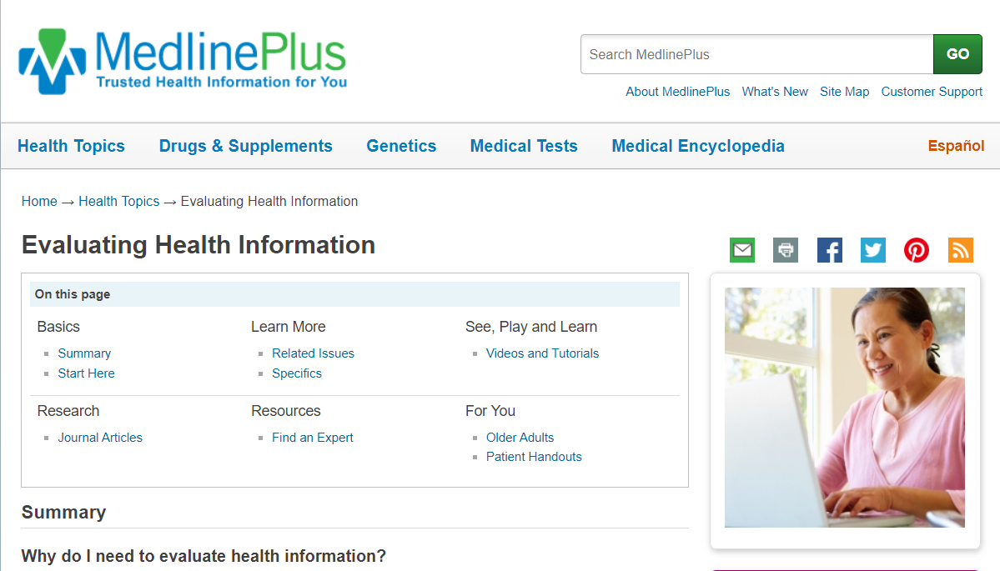 MedlinePlus
Trusted Health Information for You
Search MedlinePlus
GO
About MedlinePlus What's New Site Map Customer Support
Health Topics Drugs & Supplements Genetics Medical Tests Medical Encyclopedia Español
Home → Health Topics → Evaluating Health Information
Evaluating Health Information
On this page
Basics
Summary
Start Here
Learn More
Related Issues
Specifics
See, Play and Learn
Videos and Tutorials
Research
Journal Articles
Resources
Find an Expert
For You
Older Adults
Patient Handouts
Summary
Why do I need to evaluate health information?